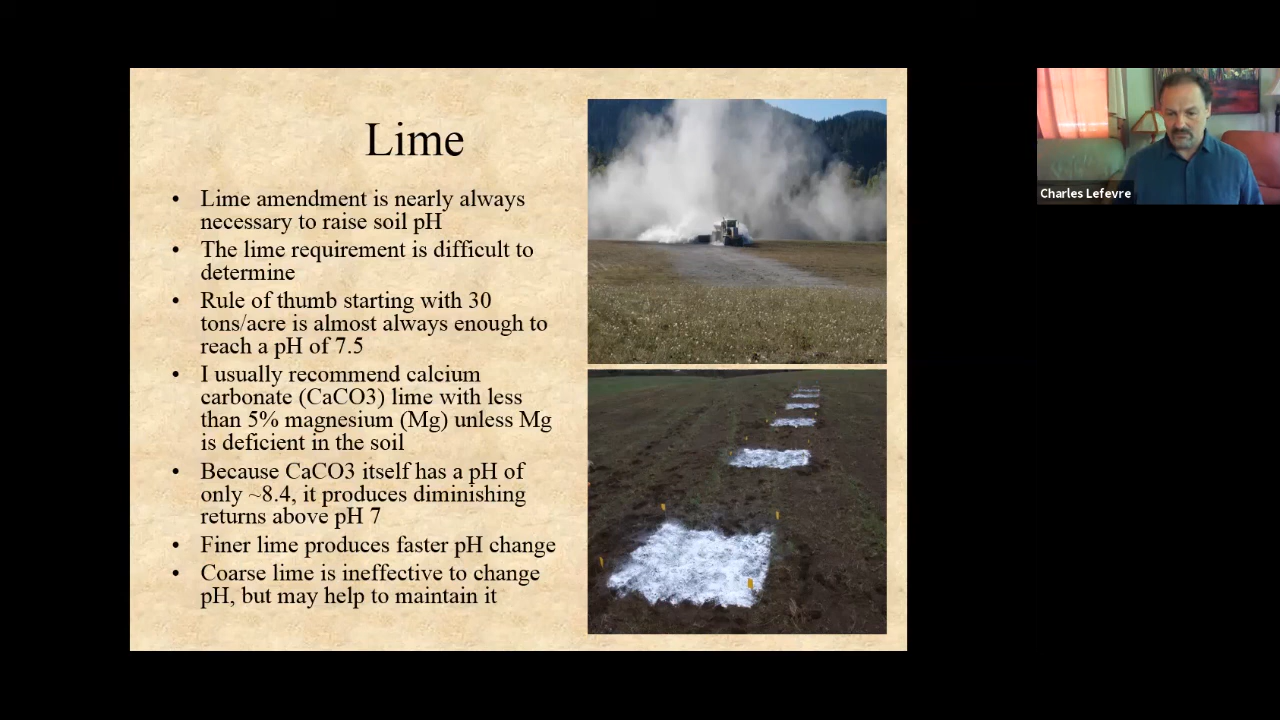 Lime
• Lime amendment is nearly always
necessary to raise soil pH
• The lime requirement is difficult to
determine
• Rule of thumb starting with 30
tons/acre is almost always enough to
reach a pH of 7.5
• I usually recommend calcium
carbonate (CaCO3) lime with less
than 5% magnesium (Mg) unless Mg
is deficient in the soil
• Because CaCO3 itself has a pH of
only ~8.4, it produces diminishing
returns above pH 7
• Finer lime produces faster pH change
• Coarse lime is ineffective to change
pH, but may help to maintain it
Charles Lefevre